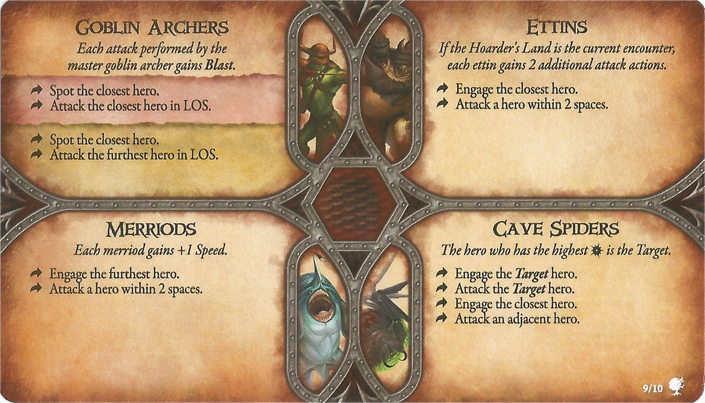 Goblin Archers
Each attack performed by the
master goblin archer gains Blast.
Spot the closest hero.
Attack the closest hero in LOS.
Spot the closest hero.
Attack the furthest hero in LOS.
Ettins
If the Hoarder's Land is the current encounter,
each ettin gains 2 additional attack actions.
Engage the closest hero.
Attack a hero within 2 spaces.
Merriods
Each merriod gains +1 Speed.
Engage the furthest hero.
Attack a hero within 2 spaces.
Cave Spiders
The hero who has the highest is the Target.
Engage the Target hero.
Attack the Target hero.
Engage the closest hero.
Attack an adjacent hero.
9/10